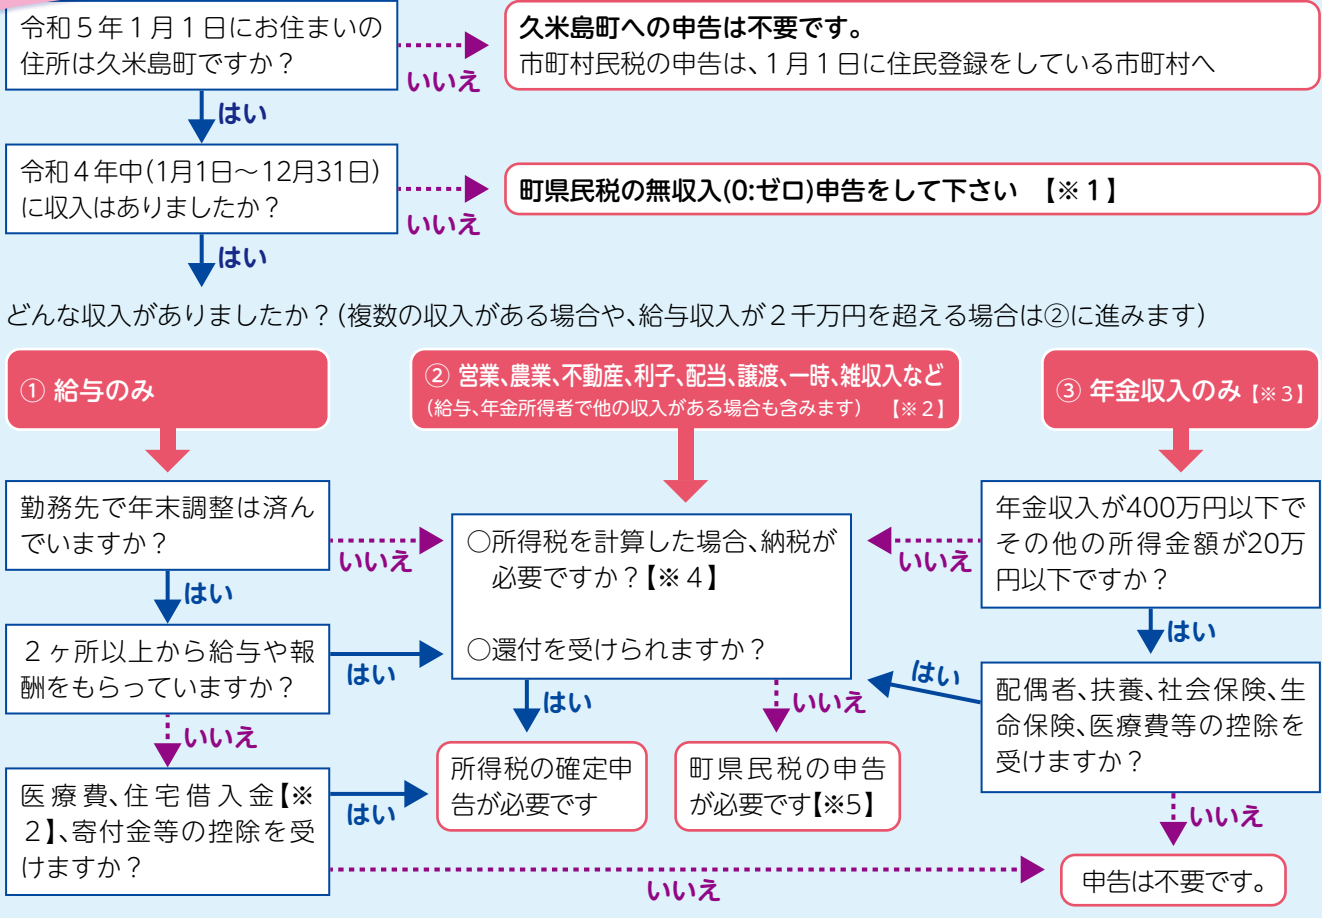 令和5年1月1日にお住まいの
住所は久米島町ですか？
いいえ
久米島町への申告は不要です。
市町村民税の申告は、1月1日に住民登録をしている市町村へ
はい
令和4年中(1月1日～12月31日)
に収入はありましたか？
いいえ
町県民税の無収入(0:ゼロ)申告をして下さい 【※1】
はい
どんな収入がありましたか？(複数の収入がある場合や、給与収入が2千万円を超える場合は②に進みます)
① 給与のみ
② 営業、農業、不動産、利子、配当、譲渡、一時、雑収入など
(給与、年金所得者で他の収入がある場合も含みます) 【※2】
③ 年金収入のみ【※3】
勤務先で年末調整は済ん
でいますか？
いいえ
はい
2ヶ所以上から給与や報
酬をもらっていますか？
はい
いいえ
医療費、住宅借入金【※
2】、寄付金等の控除を受
けますか？
はい
いいえ
○所得税を計算した場合、納税が
必要ですか？【※4】
○還付を受けられますか？
はい
いいえ
所得税の確定申
告が必要です
町県民税の申告
が必要です【※5】
年金収入が400万円以下で
その他の所得金額が20万
円以下ですか？
いいえ
はい
配偶者、扶養、社会保険、生
命保険、医療費等の控除を
受けますか？
はい
いいえ
申告は不要です。